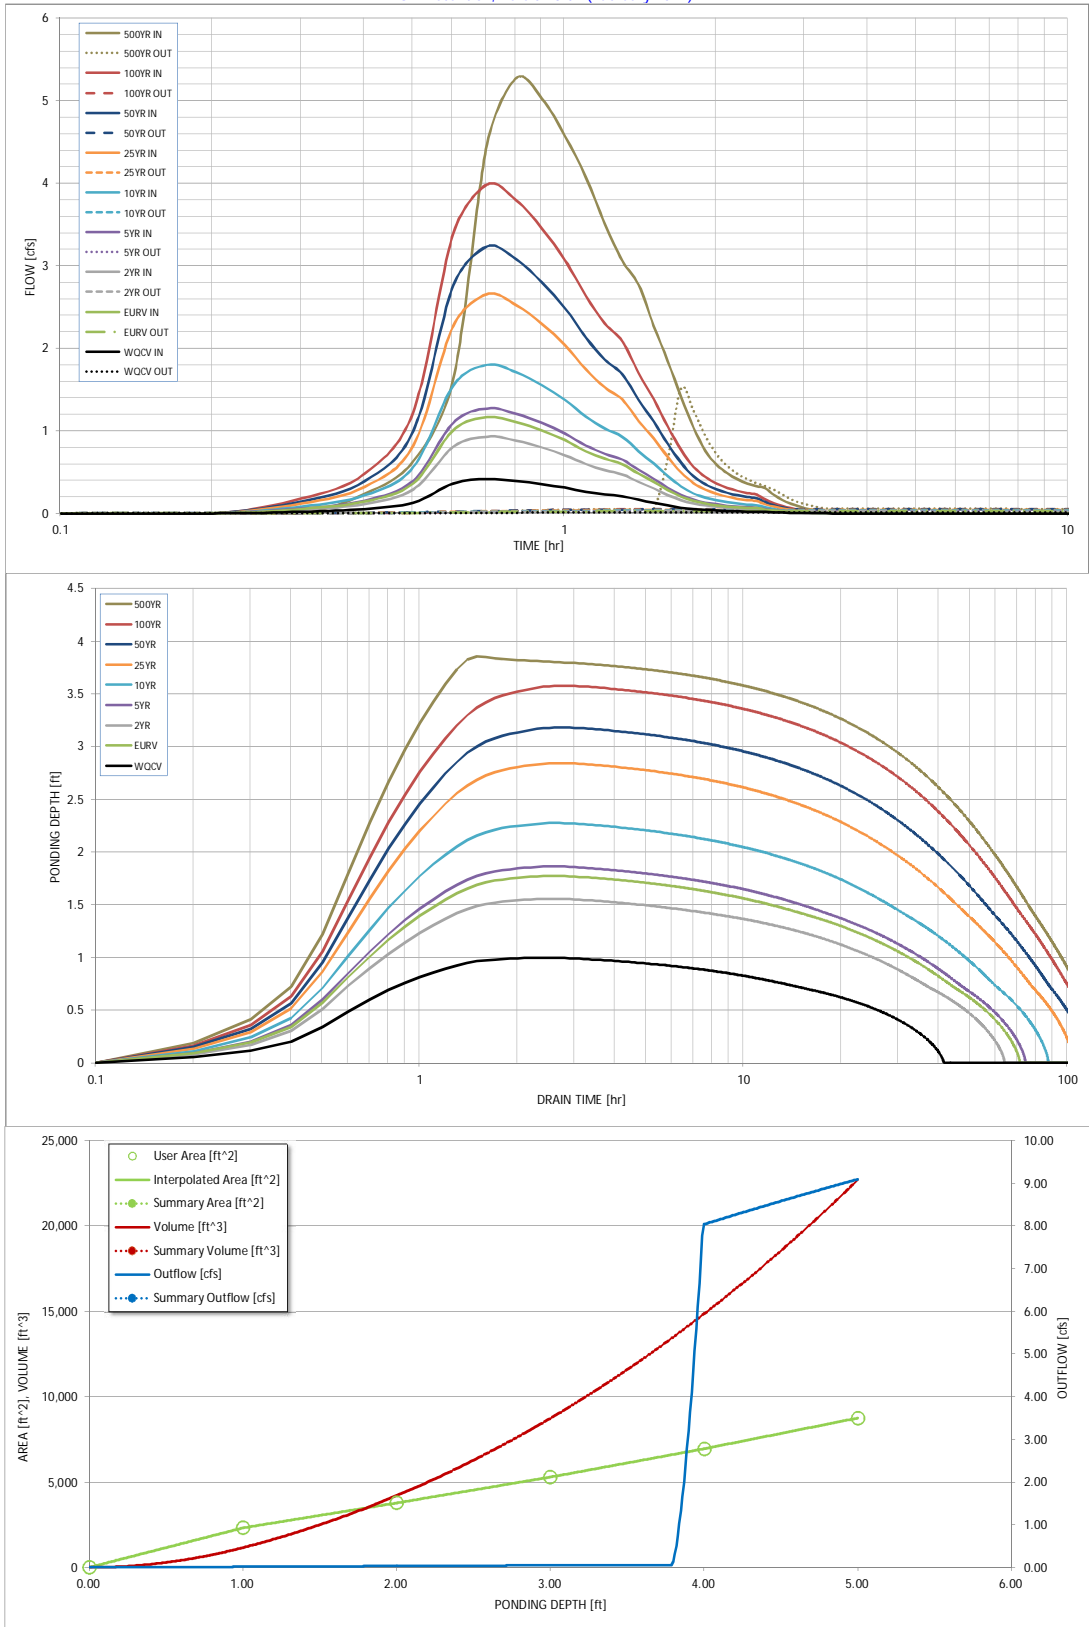 6
5
4
3
2
1
0
FLOW [cfs]
500YR IN
500YR OUT
100YR IN
100YR OUT
50YR IN
50YR OUT
25YR IN
25YR OUT
10YR IN
10YR OUT
5YR IN
5YR OUT
2YR IN
2YR OUT
EURV IN
EURV OUT
WQCV IN
WQCV OUT
0.1
1
10
TIME [hr]
4.5
4
3.5
3
2.5
2
1.5
1
0.5
0
PONDING DEPTH [ft]
500YR
100YR
50YR
25YR
10YR
5YR
2YR
EURV
WQCV
0.1
1
10
100
DRAIN TIME [hr]
25,000
20,000
15,000
10,000
5,000
0
AREA [ft^2], VOLUME [ft^3]
User Area [ft^2]
Interpolated Area [ft^2]
Summary Area [ft^2]
Volume [ft^3]
Summary Volume [ft^3]
Outflow [cfs]
Summary Outflow [cfs]
10.00
9.00
8.00
7.00
6.00
5.00
4.00
3.00
2.00
1.00
0.00
OUTFLOW [cfs]
0.00
1.00
2.00
3.00
4.00
5.00
6.00
PONDING DEPTH [ft]